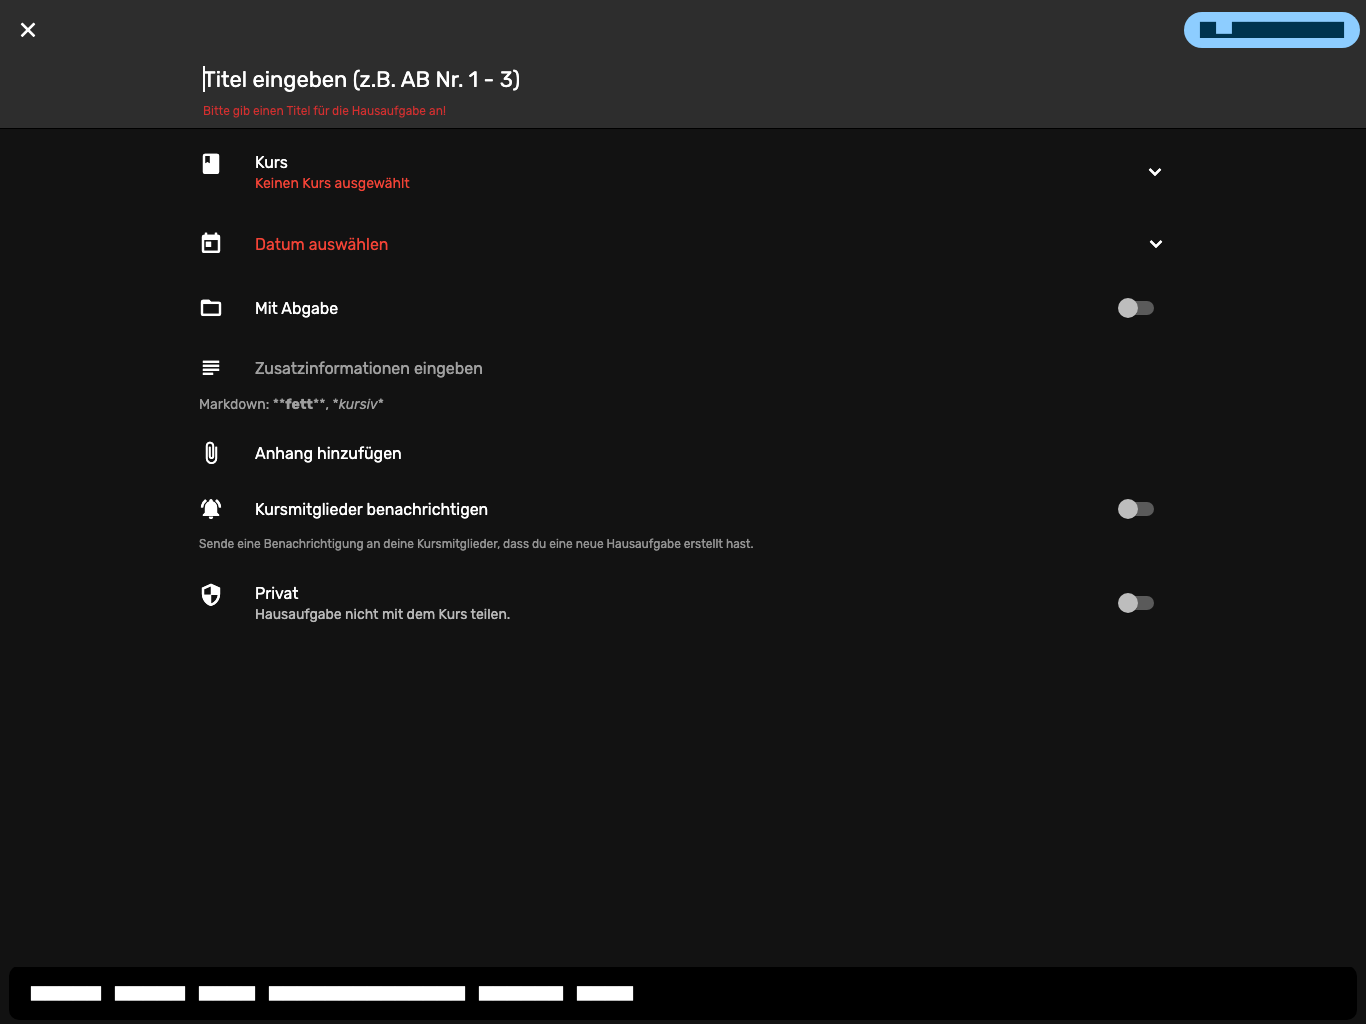 Titel eingeben (z.B. AB Nr. 1 - 3)
Bitte gib einen Titel für die Hausaufgabe an!
Kurs
Keinen Kurs ausgewählt
Datum auswählen
Mit Abgabe
Zusatzinformationen eingeben
Markdown: **fett**, *kursiv*
Anhang hinzufügen
Kursmitglieder benachrichtigen
Sende eine Benachrichtigung an deine Kursmitglieder, dass du eine neue Hausaufgabe erstellt hast.
Privat
Hausaufgabe nicht mit dem Kurs teilen.